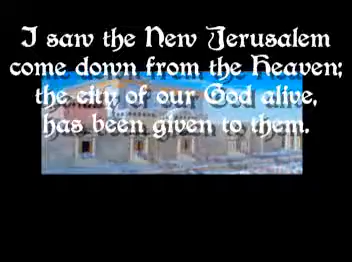 I saw the New Jerusalem
come down from the Heaven;
the city of our God alive,
has been given to them.